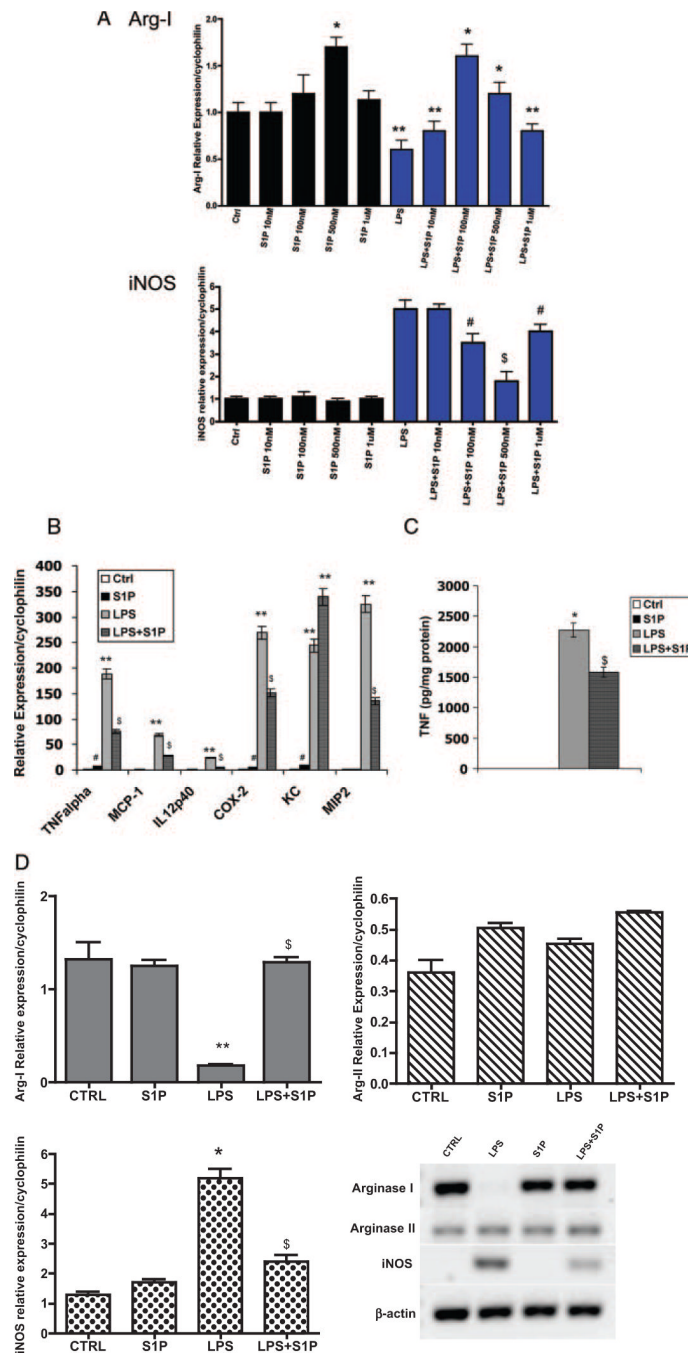 A Arg-I
Arg-I Relative Expression/cyclophilin
2.0
1.5
1.0
0.5
0
*
**
**
*
*
**
Ctrl
S1P 10nM
S1P 100nM
S1P 500nM
S1P 1uM
LPS
LPS+S1P 10nM
LPS+S1P 100nM
LPS+S1P 500nM
LPS+S1P 1uM
iNOS
iNOS relative expression/cyclophilin
6
5
4
3
2
1
0
#
$
#
Ctrl
S1P 10nM
S1P 100nM
S1P 500nM
S1P 1uM
LPS
LPS+S1P 10nM
LPS+S1P 100nM
LPS+S1P 500nM
LPS+S1P 1uM
B
Relative Expression/cyclophilin
400
350
300
250
200
150
100
50
0
Ctrl
S1P
LPS
LPS+S1P
# ** $
** $
** $
# ** $
# ** **
** $
TNFalpha
MCP-1
IL12p40
COX-2
KC
MIP2
C
TNF (pg/mg protein)
3000
2500
2000
1500
1000
500
0
*
$
Ctrl
S1P
LPS
LPS+S1P
D
Arg-I Relative expression/cyclophilin
2
1
0
**
$
CTRL S1P LPS LPS+S1P
Arg-II Relative Expression/cyclophilin
0.6
0.5
0.4
0.3
0.2
0.1
0.0
CTRL S1P LPS LPS+S1P
iNOS relative expression/cyclophilin
6
5
4
3
2
1
0
*
$
CTRL S1P LPS LPS+S1P
CTRL LPS S1P LPS+S1P
Arginase I
Arginase II
iNOS
β-actin